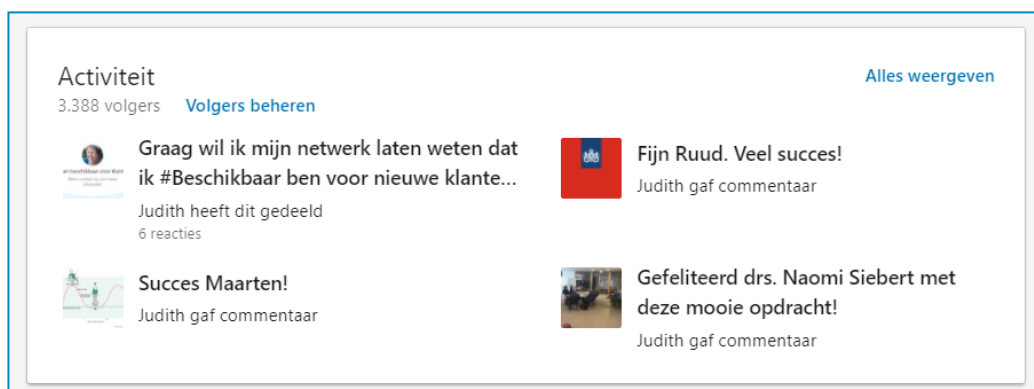 Activiteit
Alles weergeven
3.388 volgers Volgers beheren
Graag wil ik mijn netwerk laten weten dat
ik #Beschikbaar ben voor nieuwe klante...
Judith heeft dit gedeeld
6 reacties
Fijn Ruud. Veel succes!
Judith gaf commentaar
Succes Maarten!
Judith gaf commentaar
Gefeliteerd drs. Naomi Siebert met
deze mooie opdracht!
Judith gaf commentaar